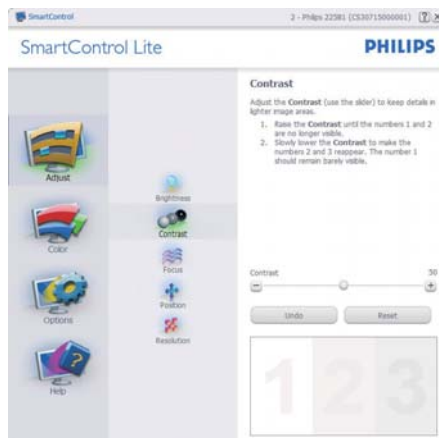 SmartControl
2 - Philips 225B1 (CS30715000001)
SmartControl Lite
PHILIPS
Adjust
Color
Options
Help
Brightness
Contrast
Focus
Position
Resolution
Contrast
Adjust the Contrast (use the slider) to keep details in
lighter image areas.
1. Raise the Contrast until the numbers 1 and 2
are no longer visible.
2. Slowly lower the Contrast to make the
numbers 2 and 3 reappear. The number 1
should remain barely visible.
Contrast 50
Undo Reset
1 2 3